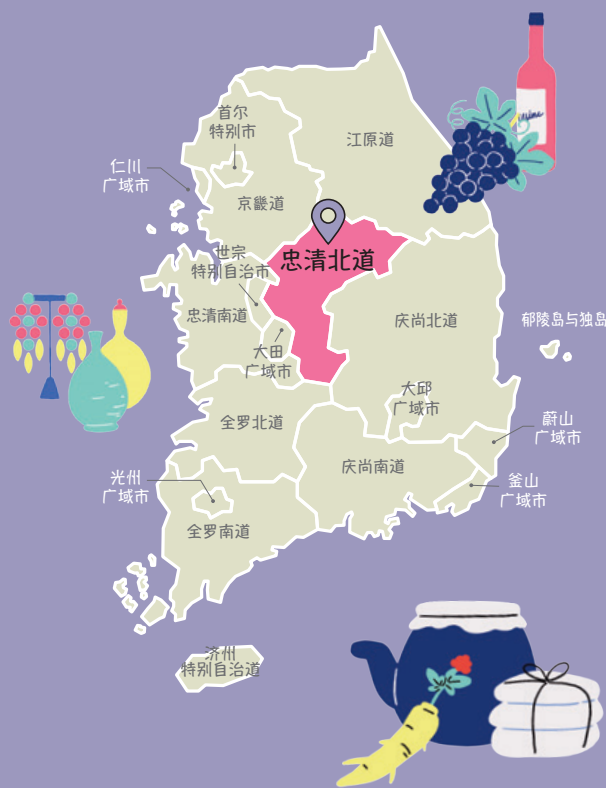 首尔
特别市
江原道
仁川
广域市
京畿道
世宗
特别自治市
忠清北道
忠清南道
庆尚北道
郁陵岛与独岛
大田
广域市
大邱
广域市
全罗北道
蔚山
广域市
庆尚南道
光州
广域市
釜山
广域市
全罗南道
济州
特别自治道